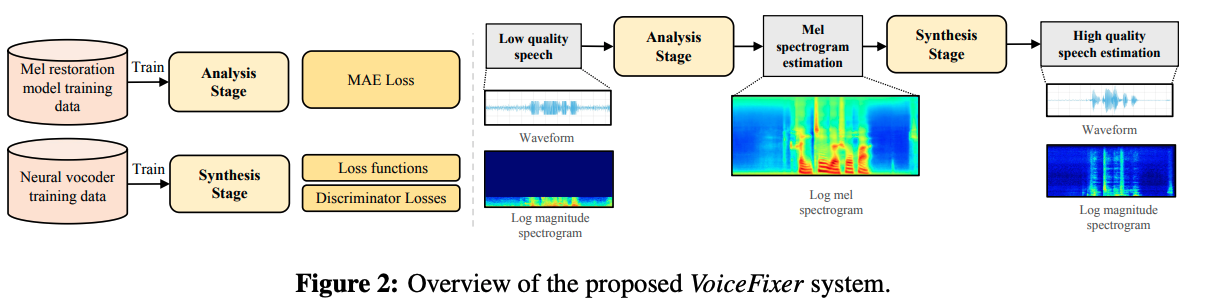 Mel restoration
model training
data
Train
Analysis
Stage
MAE Loss
Neural vocoder
training data
Train
Synthesis
Stage
Loss functions
Discriminator Losses
Low quality
speech
Analysis
Stage
Mel
spectrogram
estimation
Synthesis
Stage
High quality
speech estimation
Waveform
Log magnitude
spectrogram
Log mel
spectrogram
Waveform
Log magnitude
spectrogram
Figure 2: Overview of the proposed VoiceFixer system.